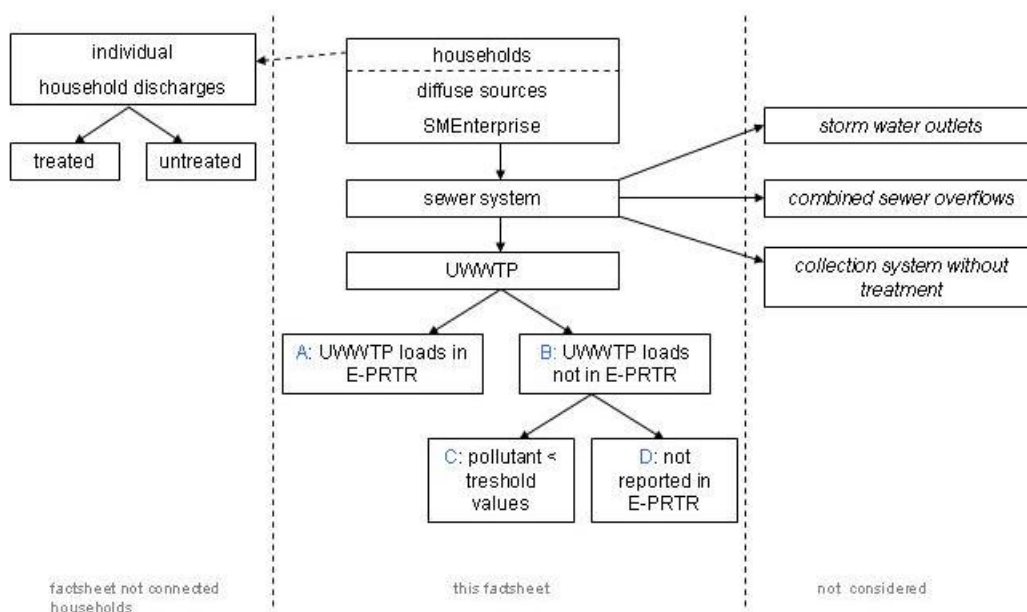 individual
household discharges
treated
untreated
households
diffuse sources
SMEnterprise
sewer system
UWWTP
A: UWWTP loads in
E-PRTR
B: UWWTP loads
not in E-PRTR
C: pollutant <
treshold
values
D: not
reported in
E-PRTR
storm water outlets
combined sewer overflows
collection system without
treatment
factsheet not connected
households
this factsheet
not considered